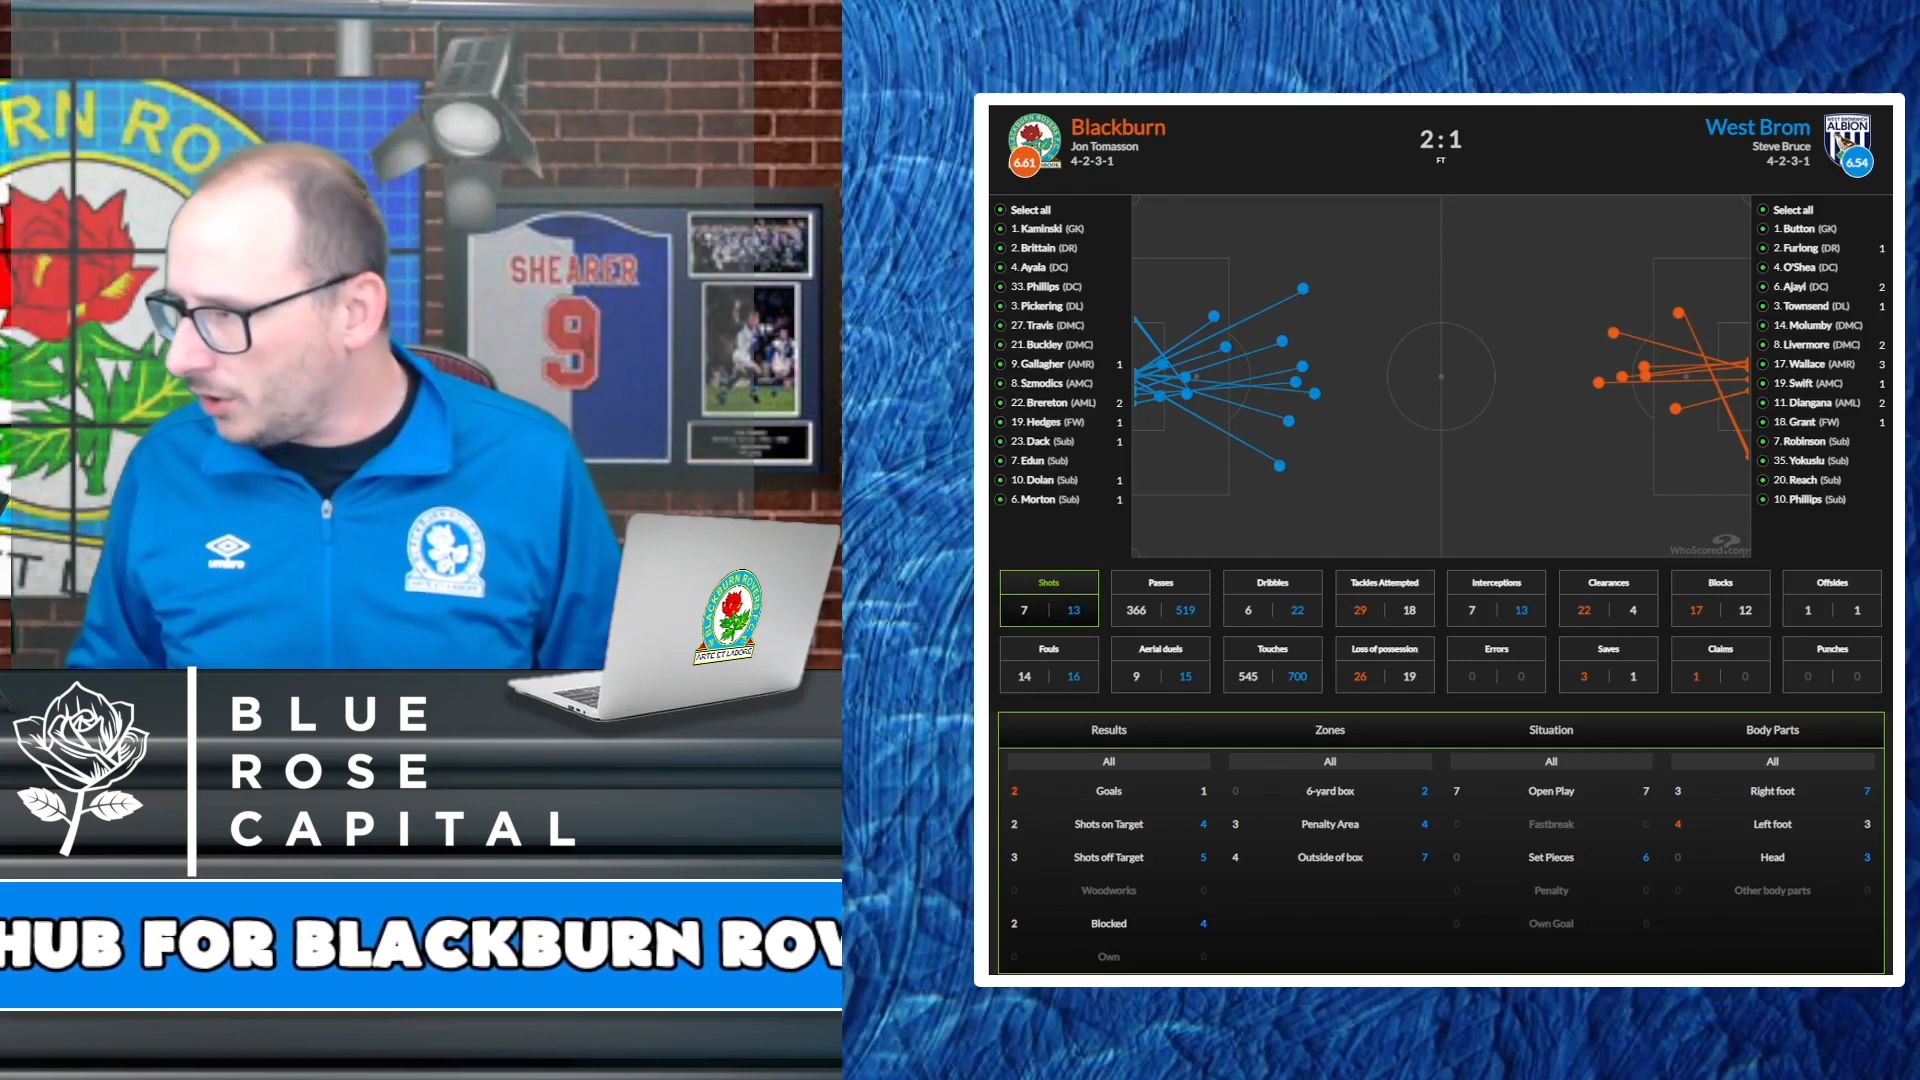 RN RO
SHEARER
9
umbro
BLACKBURN ROVERS F.C.
ARTE ET LABORE
BLUE
ROSE
CAPITAL
HUB FOR BLACKBURN ROV
Blackburn
Jon Tomasson
4-2-3-1
6.61
2 : 1
FT
West Brom
Steve Bruce
4-2-3-1
ALBION
6.54
Select all
1. Kaminski (GK)
2. Brittain (DR)
4. Ayala (DC)
33. Phillips (DC)
3. Pickering (DL)
27. Travis (DMC)
21. Buckley (DMC)
9. Gallagher (AMR) 1
8. Szmodics (AMC)
22. Brereton (AML) 2
19. Hedges (FW) 1
23. Dack (Sub) 1
7. Edun (Sub)
10. Dolan (Sub) 1
6. Morton (Sub) 1
Select all
1. Button (GK)
2. Furlong (DR) 1
4. O'Shea (DC)
6. Ajayi (DC) 2
3. Townsend (DL) 1
14. Molumby (DMC)
8. Livermore (DMC) 2
17. Wallace (AMR) 3
19. Swift (AMC) 1
11. Diangana (AML) 2
18. Grant (FW) 1
7. Robinson (Sub)
35. Yokuslu (Sub)
20. Reach (Sub)
10. Phillips (Sub)
WhoScored.com
Shots Passes Dribbles Tackles Attempted Interceptions Clearances Blocks Offsides
7 13 366 519 6 22 29 18 7 13 22 4 17 12 1 1
Fouls Aerial duels Touches Loss of possession Errors Saves Claims Punches
14 16 9 15 545 700 26 19 0 0 3 1 1 0 0 0
Results Zones Situation Body Parts
All All All All
2 Goals 1 0 6-yard box 2 7 Open Play 7 3 Right foot 7
2 Shots on Target 4 3 Penalty Area 4 0 Fastbreak 0 4 Left foot 3
3 Shots off Target 5 4 Outside of box 7 0 Set Pieces 6 0 Head 3
0 Woodworks 0 0 Penalty 0 0 Other body parts 0
2 Blocked 4 0 Own Goal 0
0 Own 0